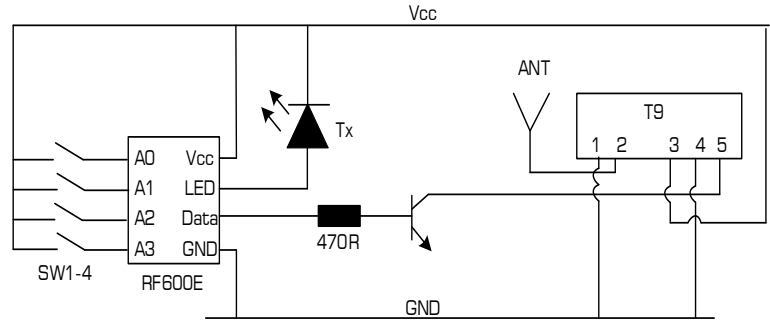 Vcc
ANT
T9
Tx
1 2 3 4 5
A0 Vcc
A1 LED
A2 Data
A3 GND
470R
SW1-4
RF600E
GND